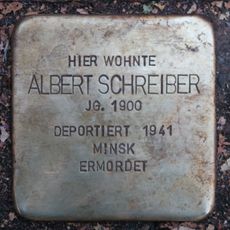 HIER WOHNTE
ALBERT SCHREIBER
JG. 1900
DEPORTIERT 1941
MINSK
ERMORDET